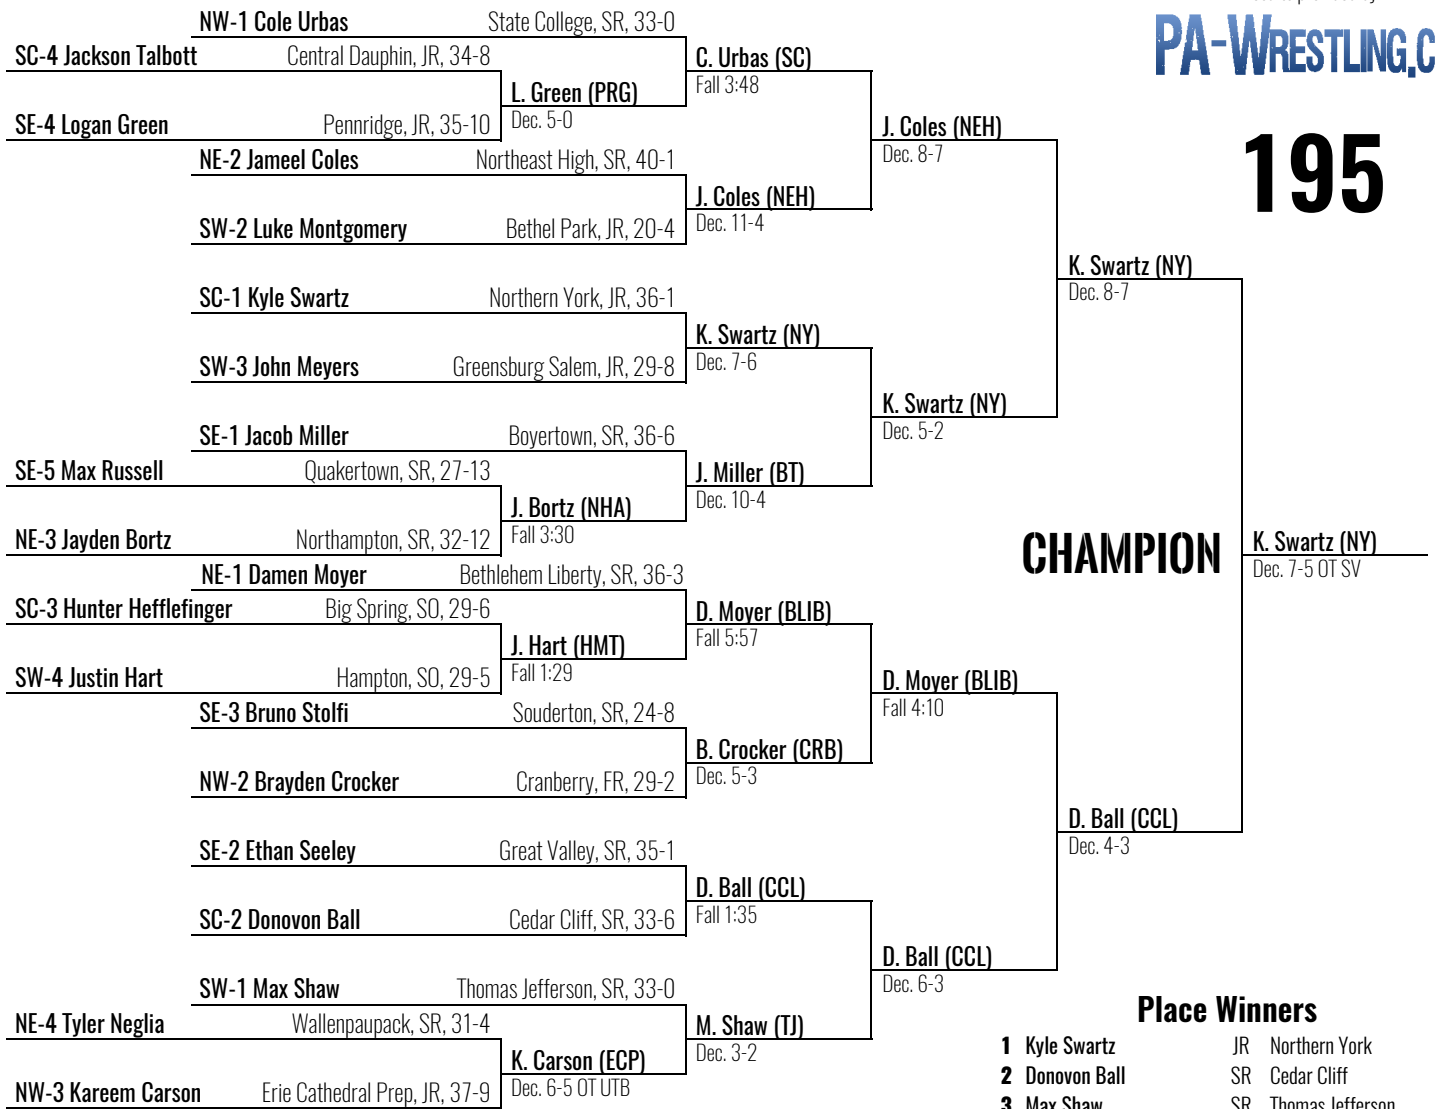 NW-1 Cole Urbas State College, SR, 33-0
SC-4 Jackson Talbott Central Dauphin, JR, 34-8
C. Urbas (SC)
Fall 3:48
PA-WRESTLING.C
L. Green (PRG)
Dec. 5-0
SE-4 Logan Green Pennridge, JR, 35-10
J. Coles (NEH)
Dec. 8-7
195
NE-2 Jameel Coles Northeast High, SR, 40-1
J. Coles (NEH)
Dec. 11-4
SW-2 Luke Montgomery Bethel Park, JR, 20-4
K. Swartz (NY)
Dec. 8-7
SC-1 Kyle Swartz Northern York, JR, 36-1
K. Swartz (NY)
Dec. 7-6
SW-3 John Meyers Greensburg Salem, JR, 29-8
K. Swartz (NY)
Dec. 5-2
SE-1 Jacob Miller Boyertown, SR, 36-6
SE-5 Max Russell Quakertown, SR, 27-13
J. Miller (BT)
Dec. 10-4
J. Bortz (NHA)
Fall 3:30
NE-3 Jayden Bortz Northampton, SR, 32-12
CHAMPION
K. Swartz (NY)
Dec. 7-5 OT SV
NE-1 Damen Moyer Bethlehem Liberty, SR, 36-3
SC-3 Hunter Hefflefinger Big Spring, SO, 29-6
D. Moyer (BLIB)
Fall 5:57
J. Hart (HMT)
Fall 1:29
SW-4 Justin Hart Hampton, SO, 29-5
D. Moyer (BLIB)
Fall 4:10
SE-3 Bruno Stolfi Souderton, SR, 24-8
B. Crocker (CRB)
Dec. 5-3
NW-2 Brayden Crocker Cranberry, FR, 29-2
D. Ball (CCL)
Dec. 4-3
SE-2 Ethan Seeley Great Valley, SR, 35-1
D. Ball (CCL)
Fall 1:35
SC-2 Donovon Ball Cedar Cliff, SR, 33-6
D. Ball (CCL)
Dec. 6-3
SW-1 Max Shaw Thomas Jefferson, SR, 33-0
NE-4 Tyler Neglia Wallenpaupack, SR, 31-4
M. Shaw (TJ)
Dec. 3-2
K. Carson (ECP)
Dec. 6-5 OT UTB
NW-3 Kareem Carson Erie Cathedral Prep, JR, 37-9
Place Winners
1 Kyle Swartz JR Northern York
2 Donovon Ball SR Cedar Cliff
3 Max Shaw SR Thomas Jefferson